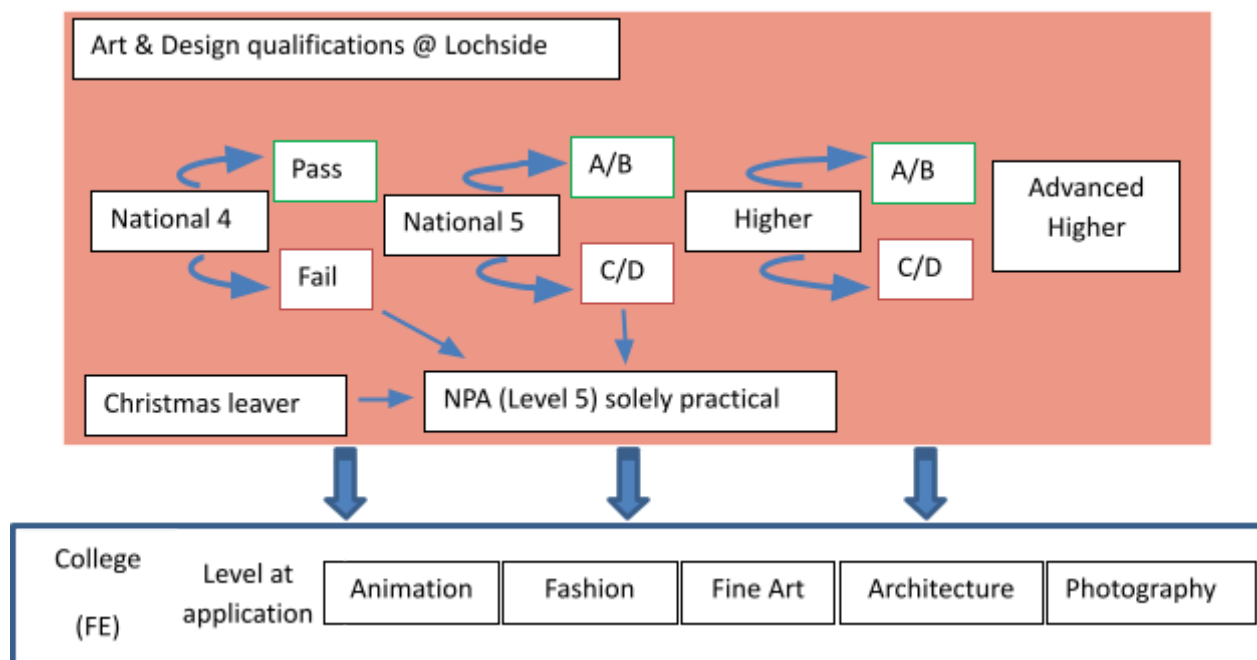 Art & Design qualifications @ Lochside
Pass
A/B
A/B
Advanced
Higher
National 4
National 5
Higher
Fail
C/D
C/D
Christmas leaver
NPA (Level 5) solely practical
College
(FE)
Level at
application
Animation
Fashion
Fine Art
Architecture
Photography